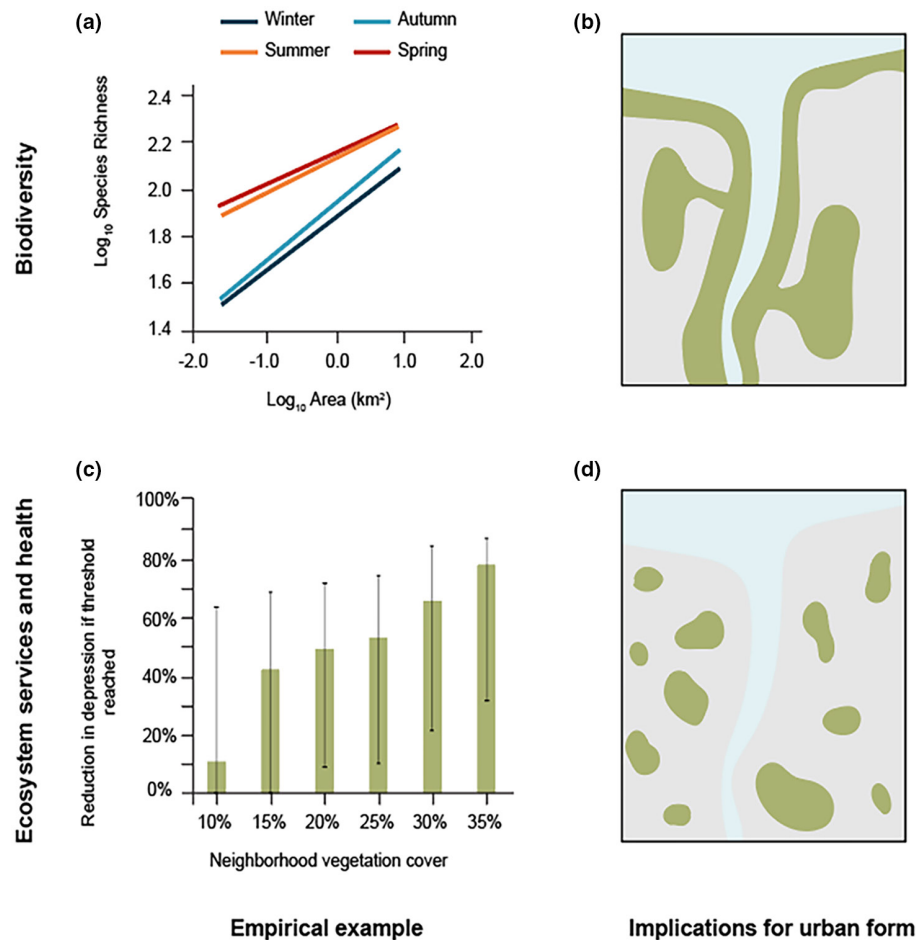 (a)
Winter
Autumn
Summer
Spring
Biodiversity
Log₁₀ Species Richness
2.4
2.2
2.0
1.8
1.6
1.4
-2.0 -1.0 0.0 1.0 2.0
Log₁₀ Area (km²)
(b)
(c)
Ecosystem services and health
Reduction in depression if threshold
reached
100%
80%
60%
40%
20%
0%
10% 15% 20% 25% 30% 35%
Neighborhood vegetation cover
(d)
Empirical example
Implications for urban form